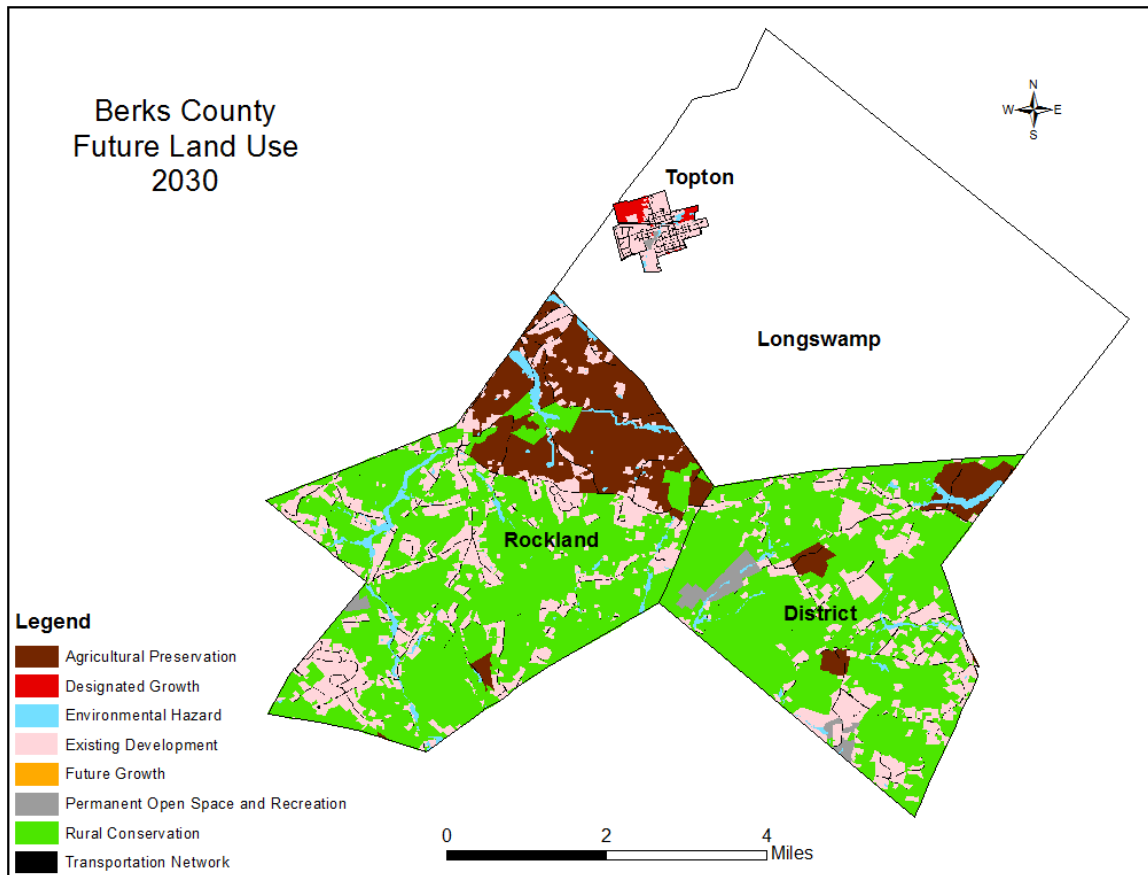 Berks County
Future Land Use
2030
N
W
E
S
Topton
Longswamp
Rockland
District
Legend
Agricultural Preservation
Designated Growth
Environmental Hazard
Existing Development
Future Growth
Permanent Open Space and Recreation
Rural Conservation
Transportation Network
0 2 4
Miles